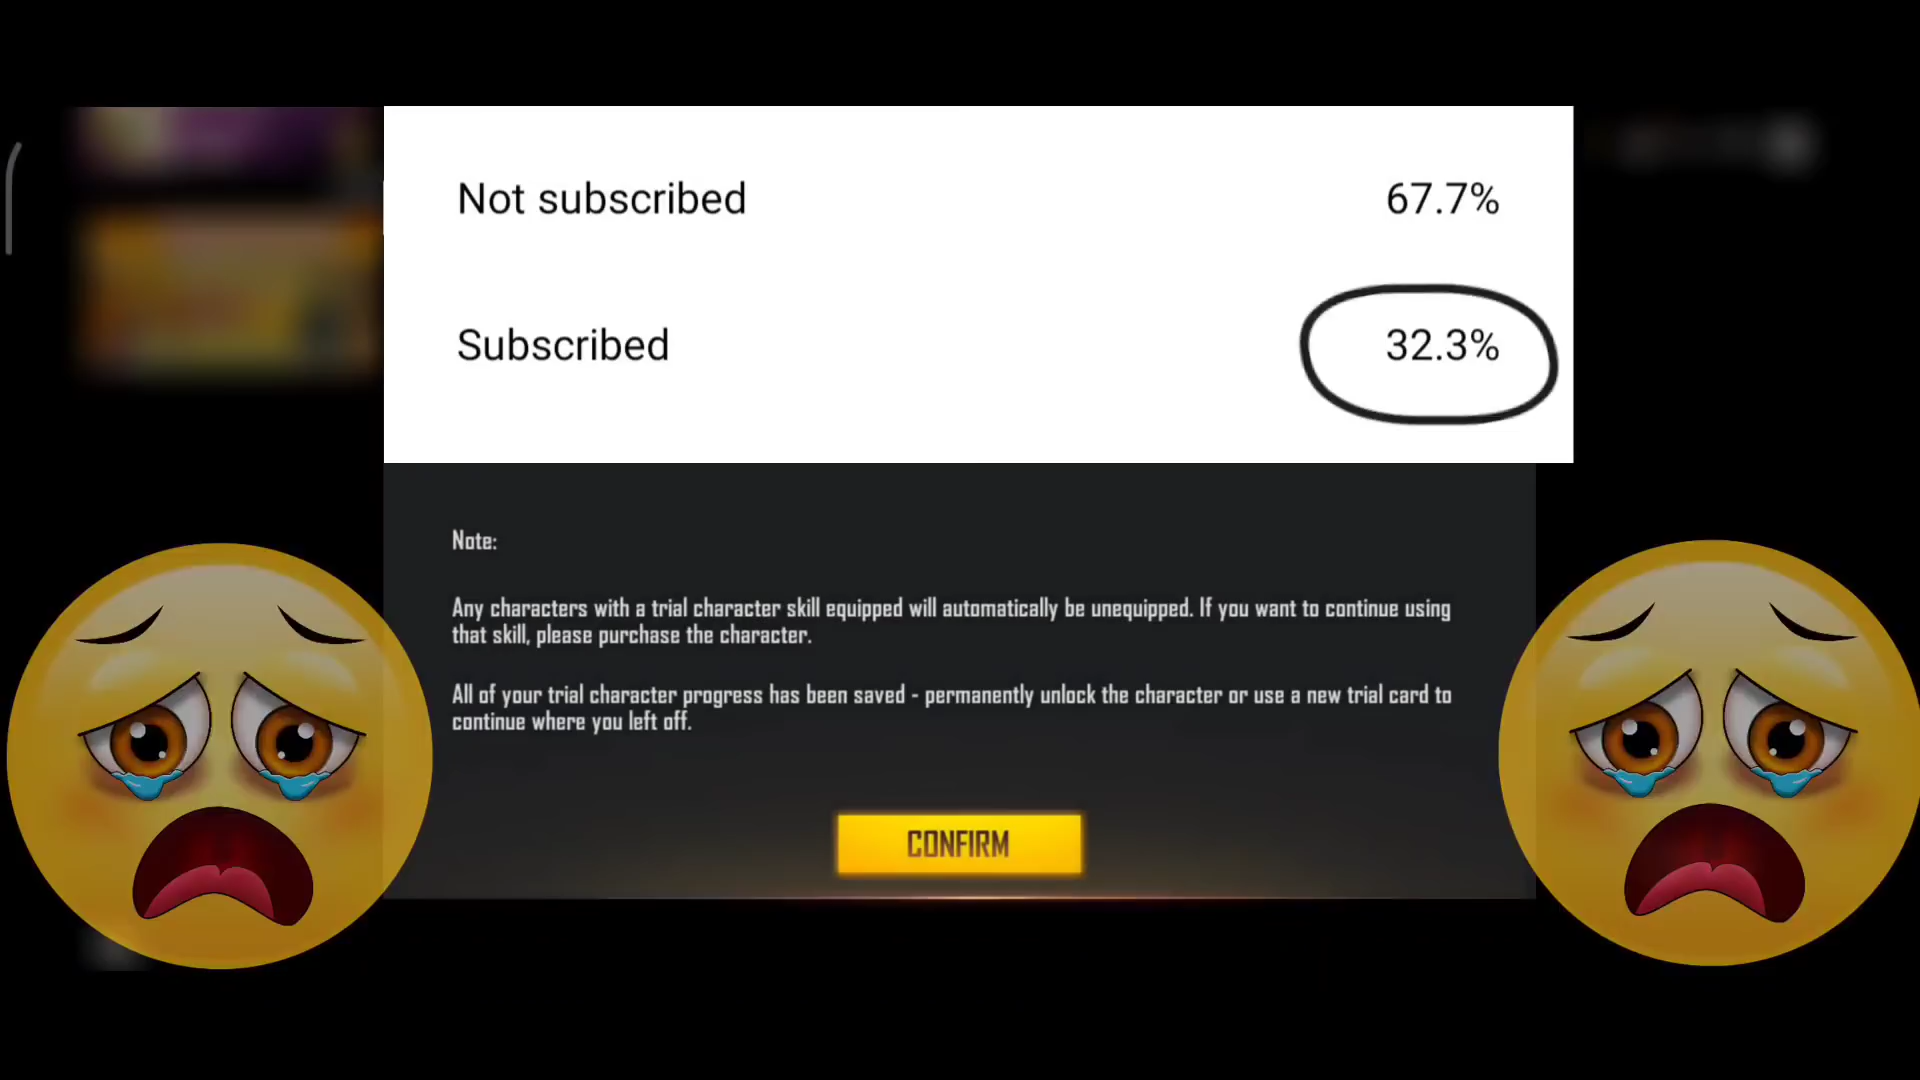 Not subscribed 67.7%
Subscribed 32.3%
Note:
Any characters with a trial character skill equipped will automatically be unequipped. If you want to continue using
that skill, please purchase the character.
All of your trial character progress has been saved - permanently unlock the character or use a new trial card to
continue where you left off.
CONFIRM